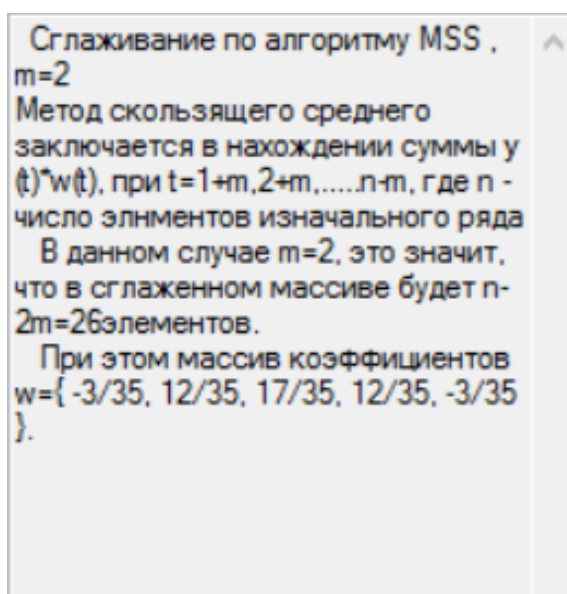 Сглаживание по алгоритму MSS ,
m=2
Метод скользящего среднего
заключается в нахождении суммы y
(t)*w(t), при t=1+m,2+m,.....n-m, где n -
число элнментов изначального ряда
В данном случае m=2, это значит,
что в сглаженном массиве будет n-
2m=26элементов.
При этом массив коэффициентов
w={ -3/35, 12/35, 17/35, 12/35, -3/35
}.